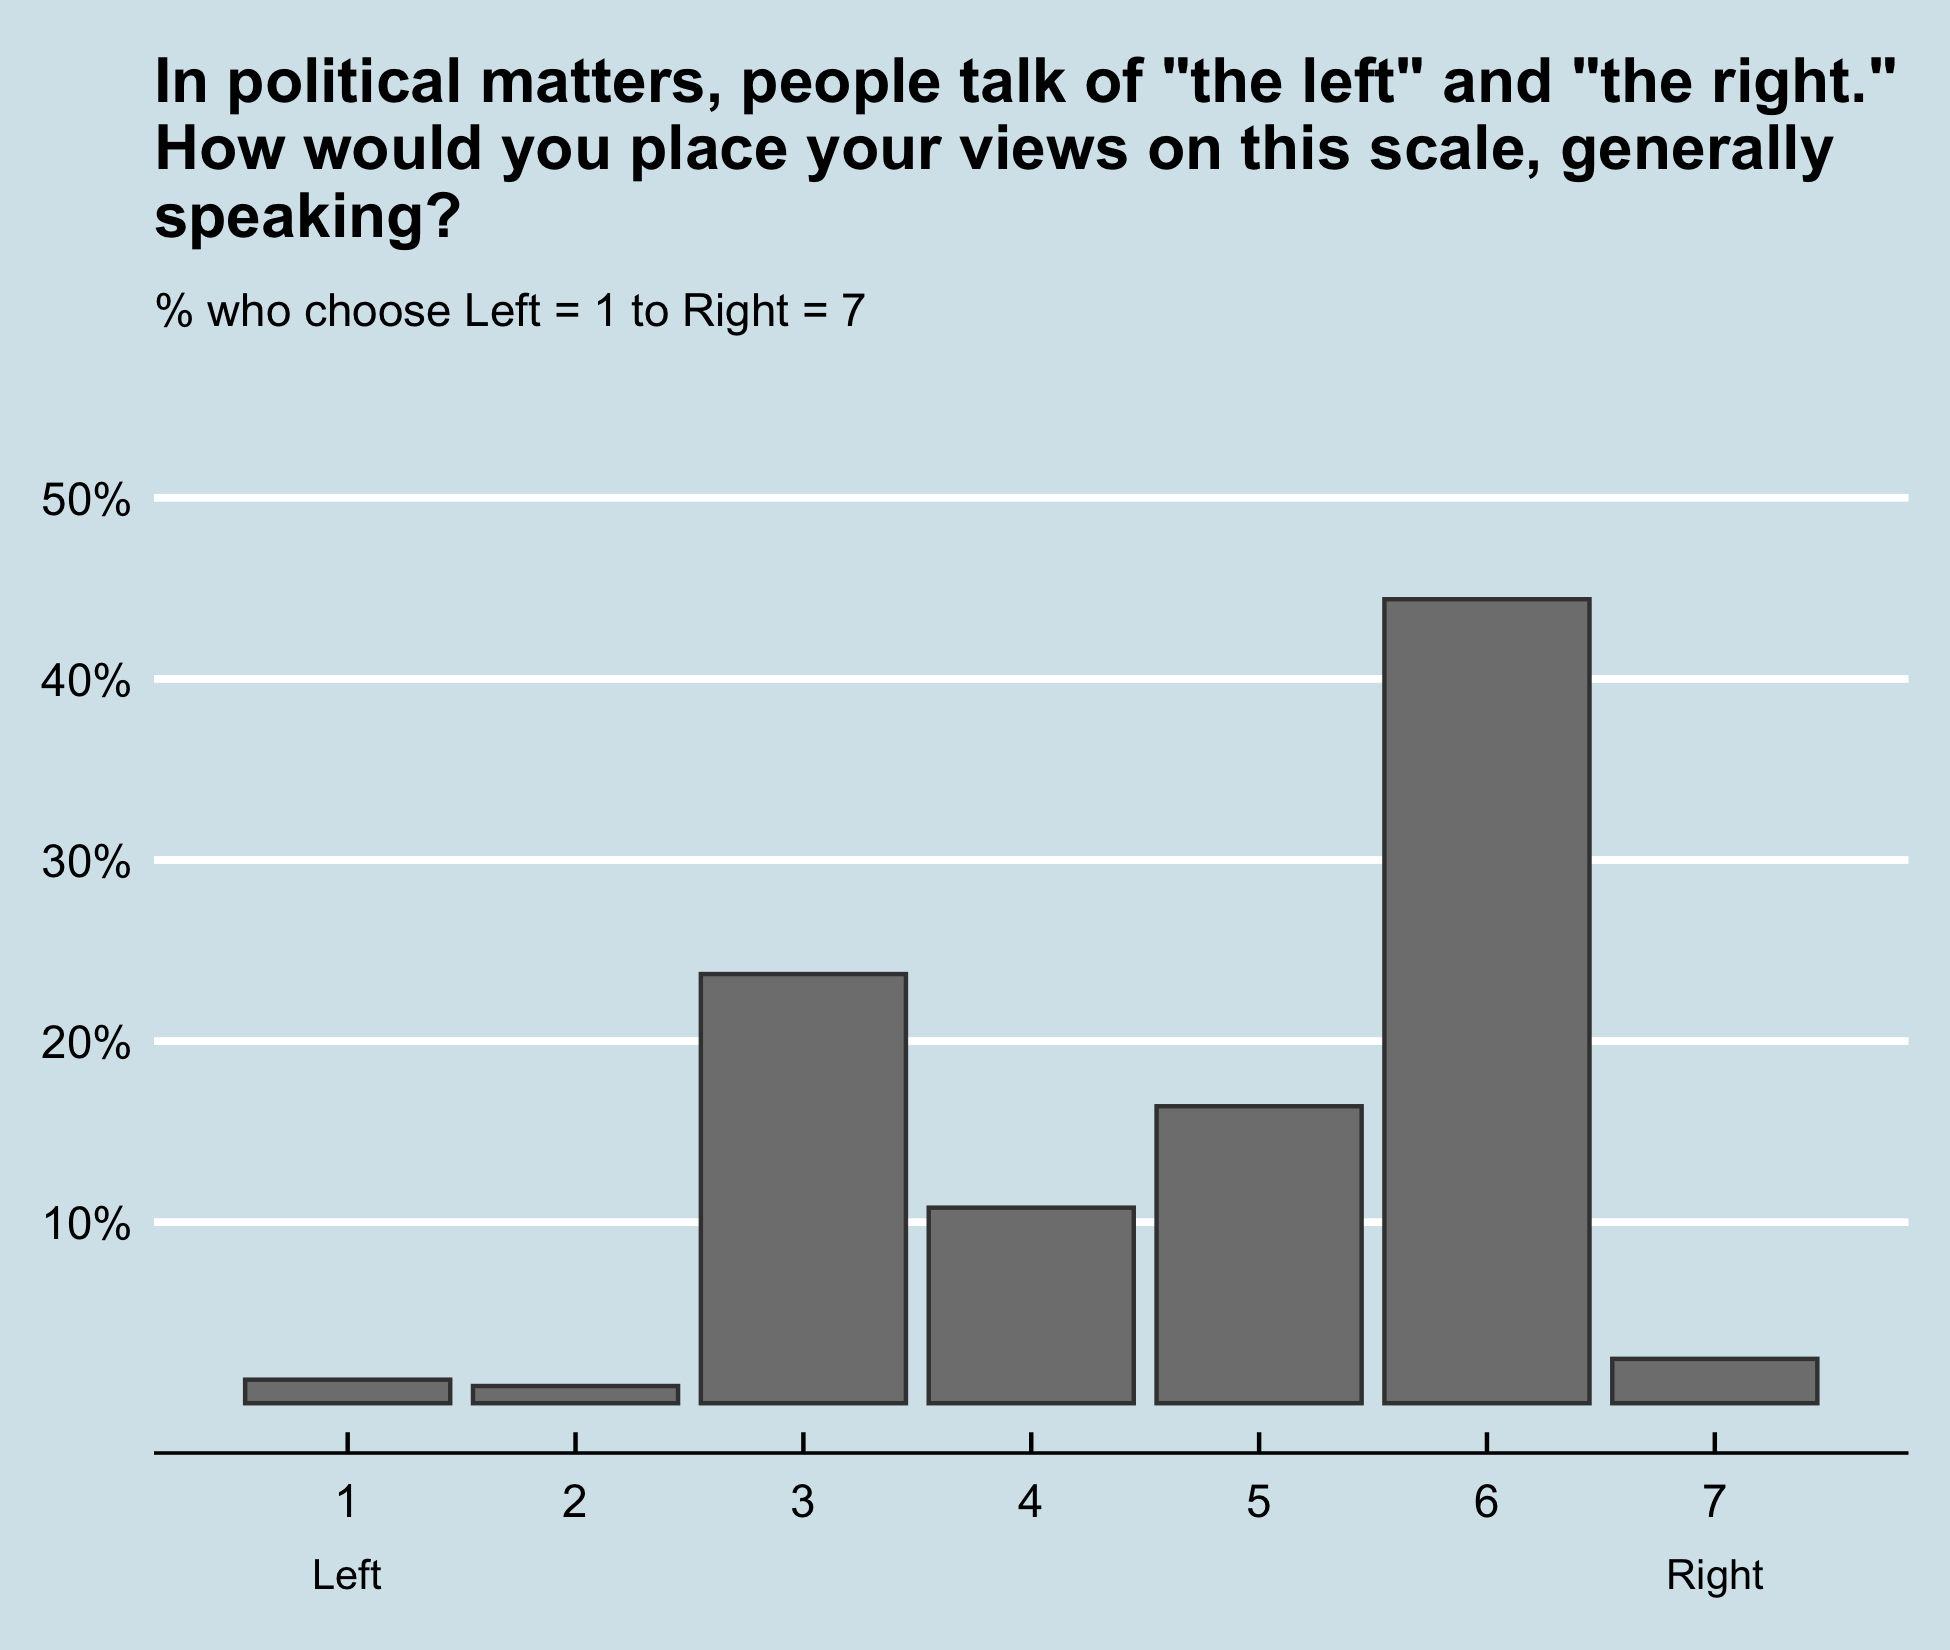 In political matters, people talk of "the left" and "the right."
How would you place your views on this scale, generally
speaking?
% who choose Left = 1 to Right = 7
50%
40%
30%
20%
10%
1 2 3 4 5 6 7
Left Right